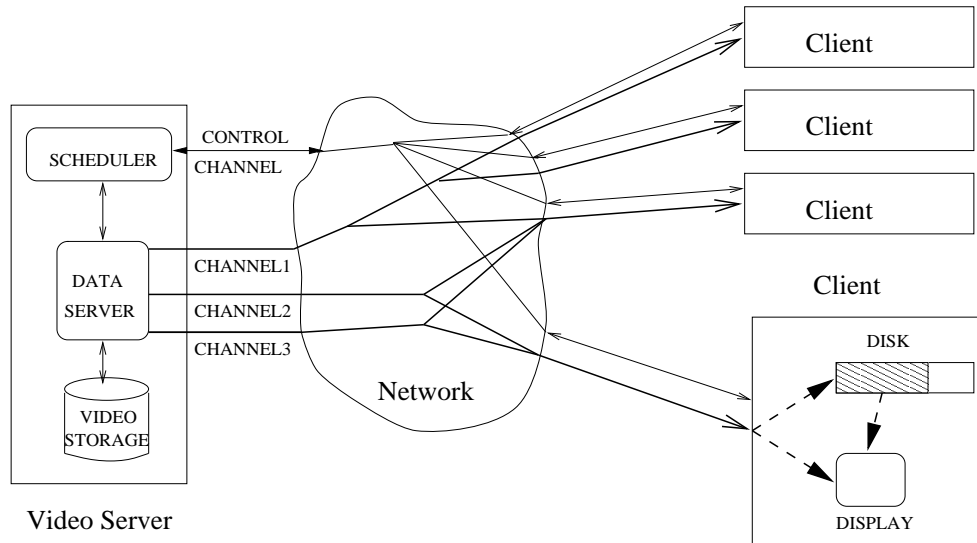 Client
Client
Client
CONTROL
CHANNEL
SCHEDULER
DATA
SERVER
CHANNEL1
CHANNEL2
CHANNEL3
VIDEO
STORAGE
Video Server
Network
Client
DISK
DISPLAY